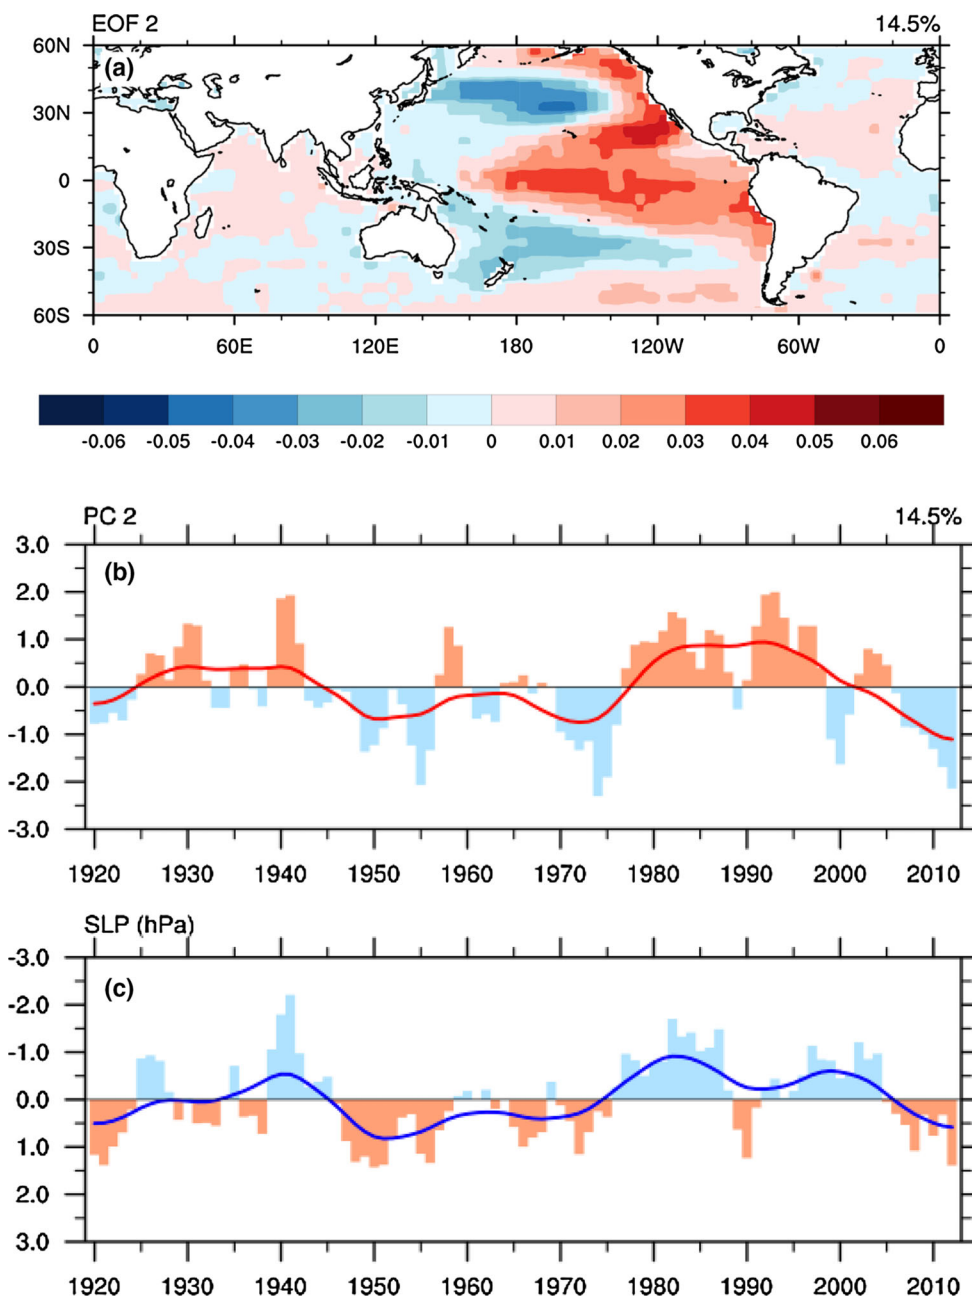 EOF 2 14.5%
(a)
60N
30N
0
30S
60S
0 60E 120E 180 120W 60W 0
-0.06 -0.05 -0.04 -0.03 -0.02 -0.01 0 0.01 0.02 0.03 0.04 0.05 0.06
PC 2 14.5%
(b)
3.0
2.0
1.0
0.0
-1.0
-2.0
-3.0
1920 1930 1940 1950 1960 1970 1980 1990 2000 2010
SLP (hPa)
(c)
-3.0
-2.0
-1.0
0.0
1.0
2.0
3.0
1920 1930 1940 1950 1960 1970 1980 1990 2000 2010